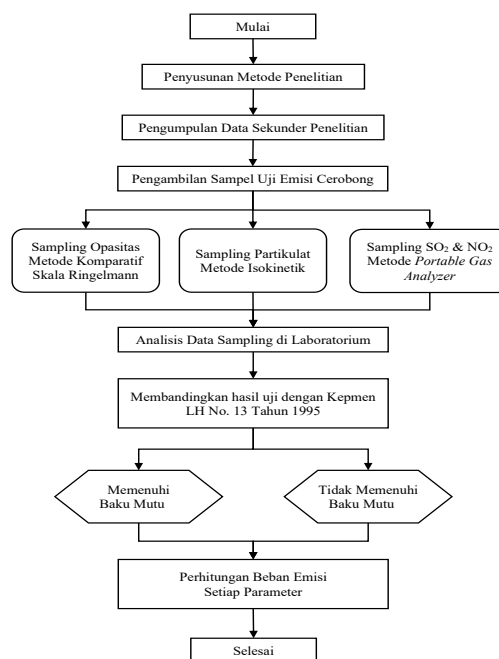 Mulai
Penyusunan Metode Penelitian
Pengumpulan Data Sekunder Penelitian
Pengambilan Sampel Uji Emisi Cerobong
Sampling Opasitas
Metode Komparatif
Skala Ringelmann
Sampling Partikulat
Metode Isokinetik
Sampling SO₂ & NO₂
Metode Portable Gas
Analyzer
Analisis Data Sampling di Laboratorium
Membandingkan hasil uji dengan Kepmen
LH No. 13 Tahun 1995
Memenuhi
Baku Mutu
Tidak Memenuhi
Baku Mutu
Perhitungan Beban Emisi
Setiap Parameter
Selesai